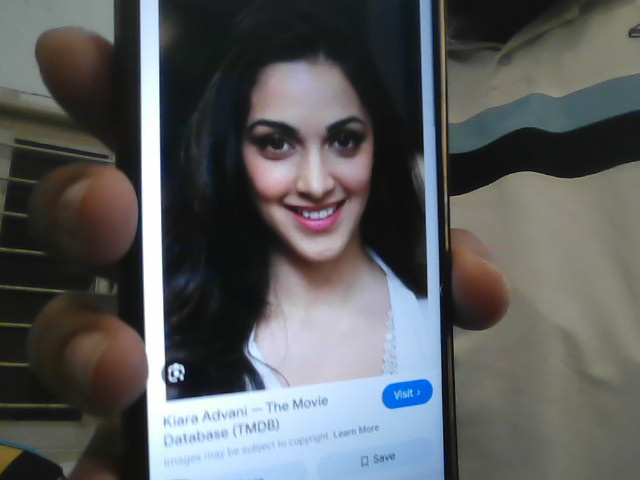 Visit ›
Kiara Advani — The Movie
Database (TMDB)
Images may be subject to copyright. Learn More
Save